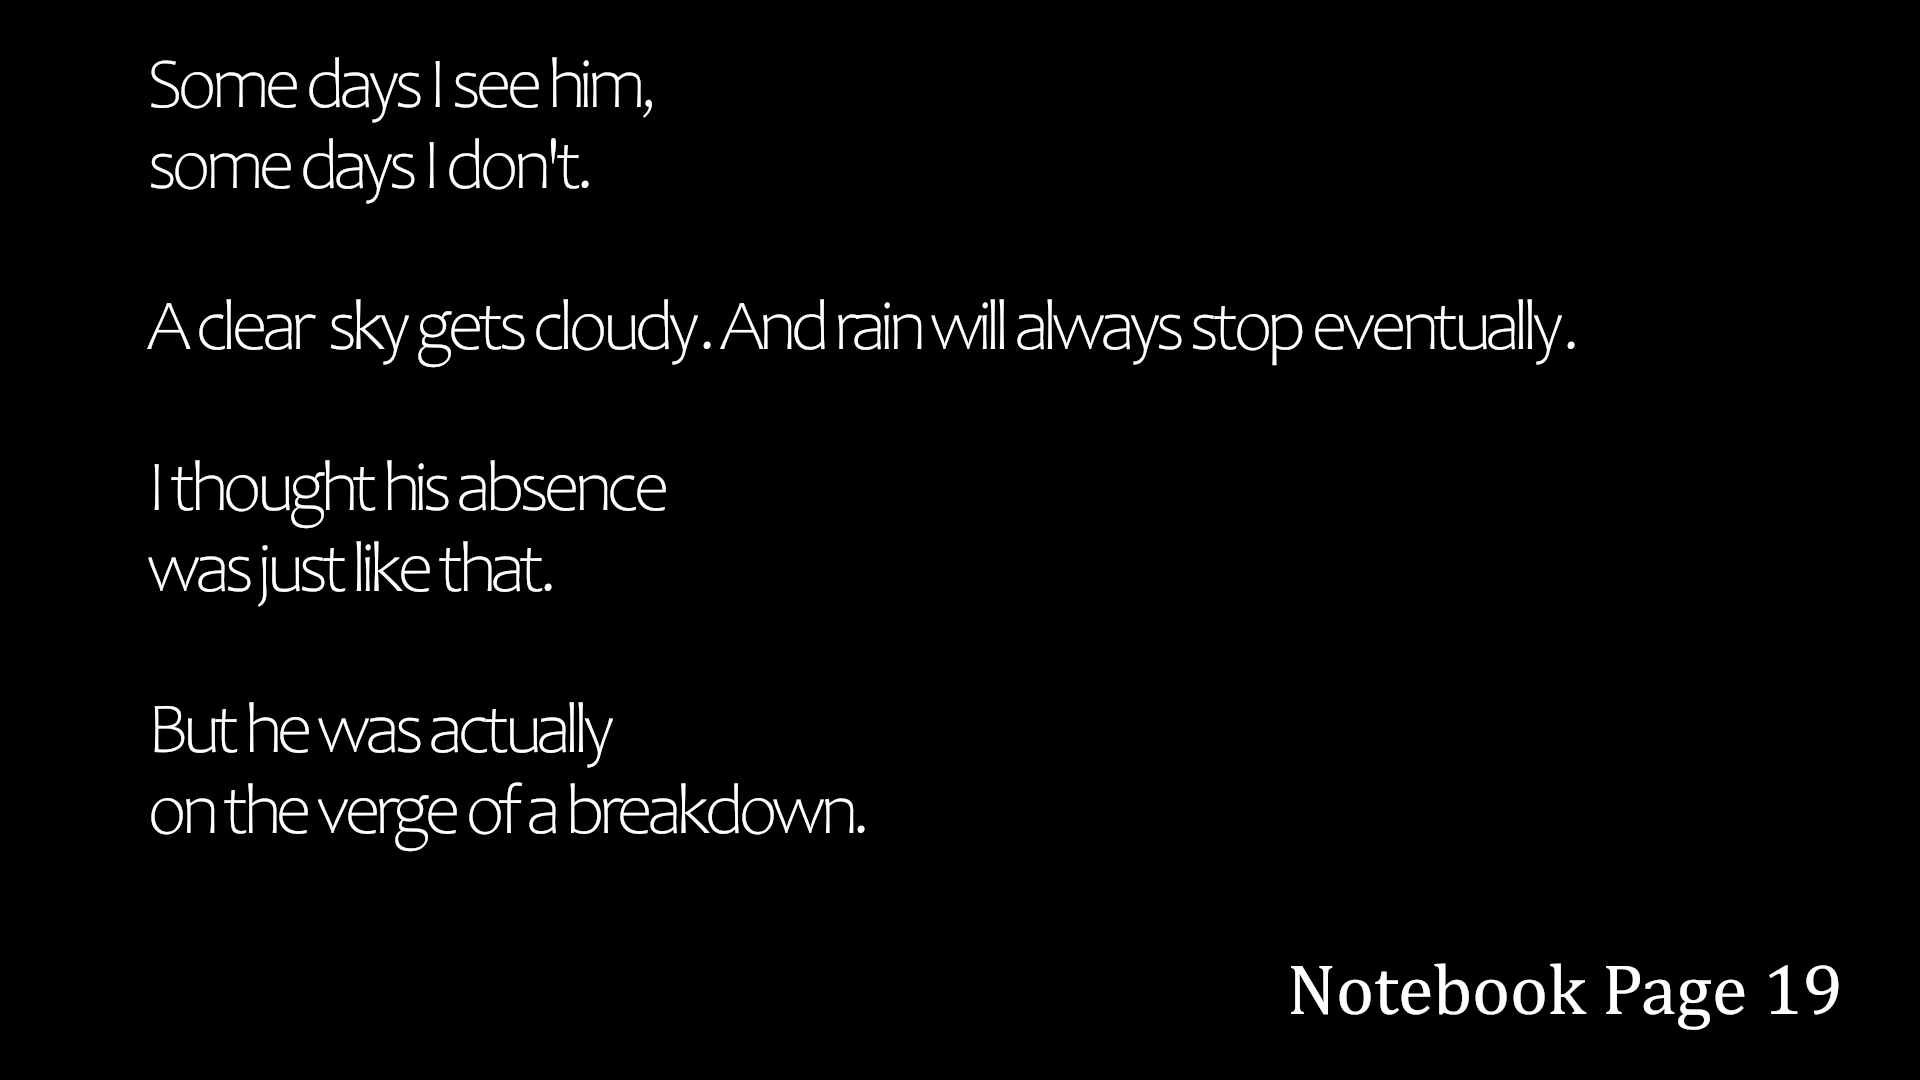 Some days I see him,
some days I don't.
A clear sky gets cloudy. And rain will always stop eventually.
I thought his absence
was just like that.
But he was actually
on the verge of a breakdown.
Notebook Page 19